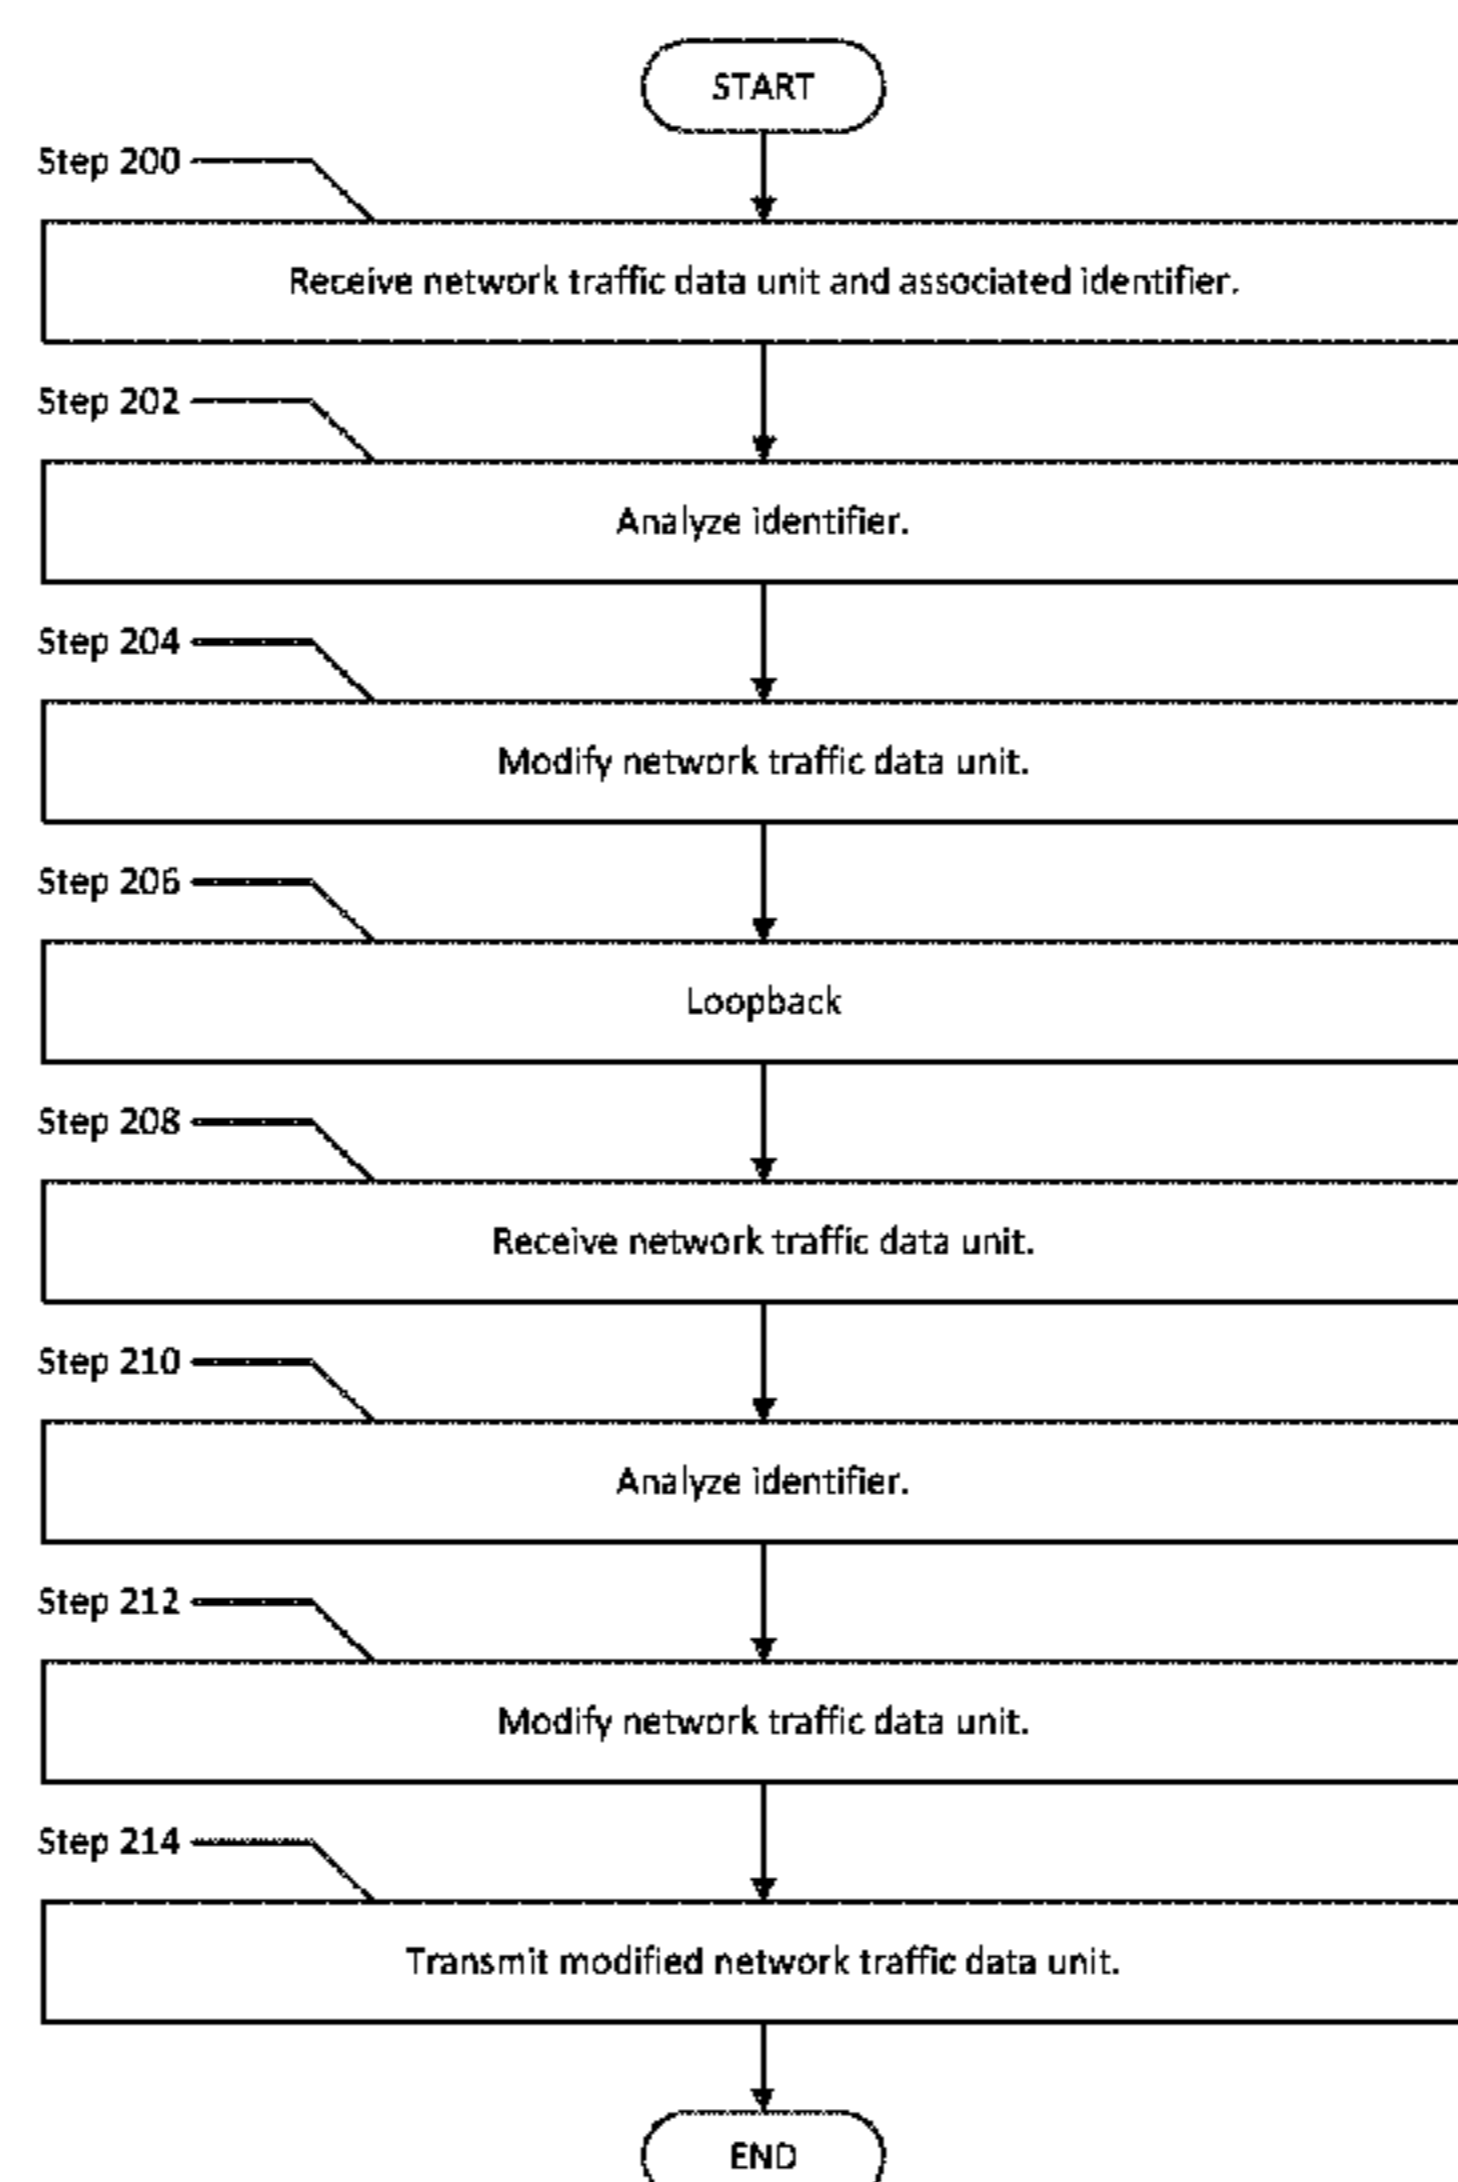 START
Step 200
Receive network traffic data unit and associated identifier.
Step 202
Analyze identifier.
Step 204
Modify network traffic data unit.
Step 206
Loopback
Step 208
Receive network traffic data unit.
Step 210
Analyze identifier.
Step 212
Modify network traffic data unit.
Step 214
Transmit modified network traffic data unit.
END